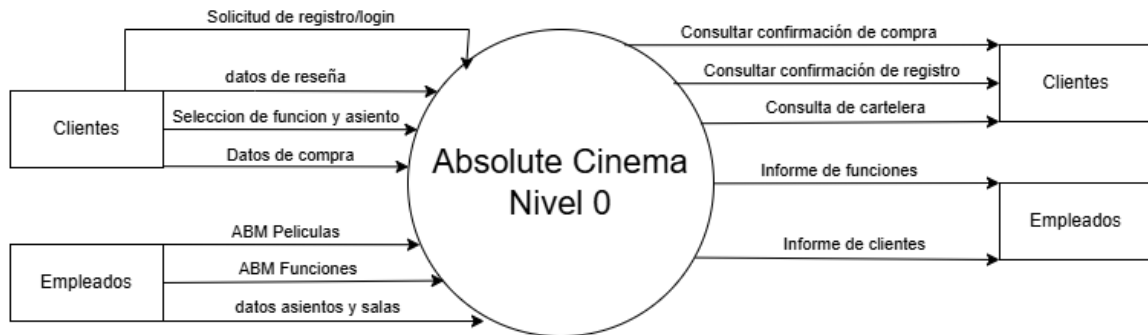 Solicitud de registro/login
datos de reseña
Clientes
Seleccion de funcion y asiento
Datos de compra
ABM Peliculas
Empleados
ABM Funciones
datos asientos y salas
Absolute Cinema
Nivel 0
Consultar confirmación de compra
Consultar confirmación de registro
Clientes
Consulta de cartelera
Informe de funciones
Empleados
Informe de clientes